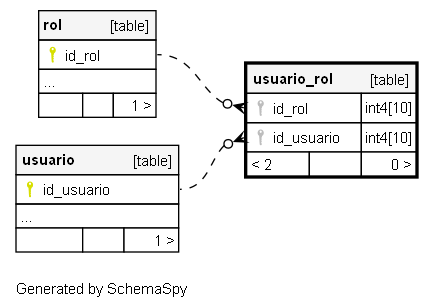 rol [table]
id_rol
...
1 >
usuario [table]
id_usuario
...
1 >
usuario_rol [table]
id_rol int4[10]
id_usuario int4[10]
< 2 0 >
Generated by SchemaSpy